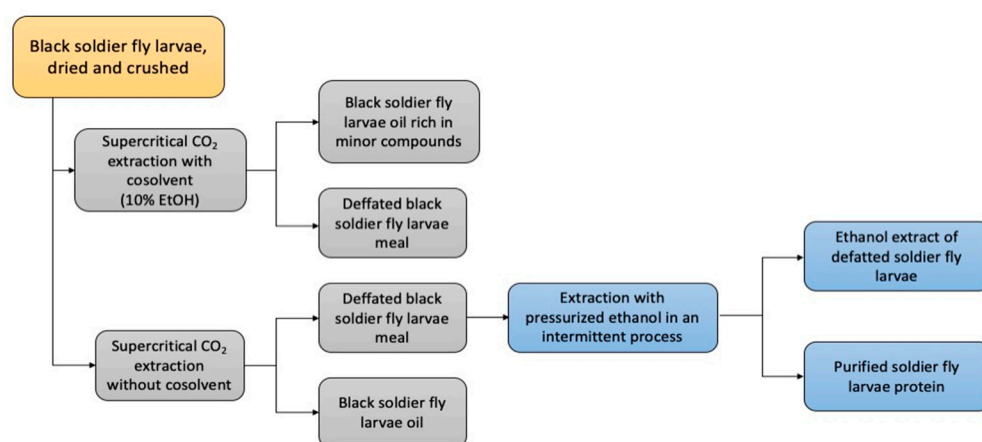 Black soldier fly larvae,
dried and crushed
Supercritical CO₂
extraction with
cosolvent
(10% EtOH)
Black soldier fly
larvae oil rich in
minor compounds
Deffated black
soldier fly larvae
meal
Supercritical CO₂
extraction
without cosolvent
Deffated black
soldier fly larvae
meal
Black soldier fly
larvae oil
Extraction with
pressurized ethanol in an
intermittent process
Ethanol extract of
defatted soldier fly
larvae
Purified soldier fly
larvae protein